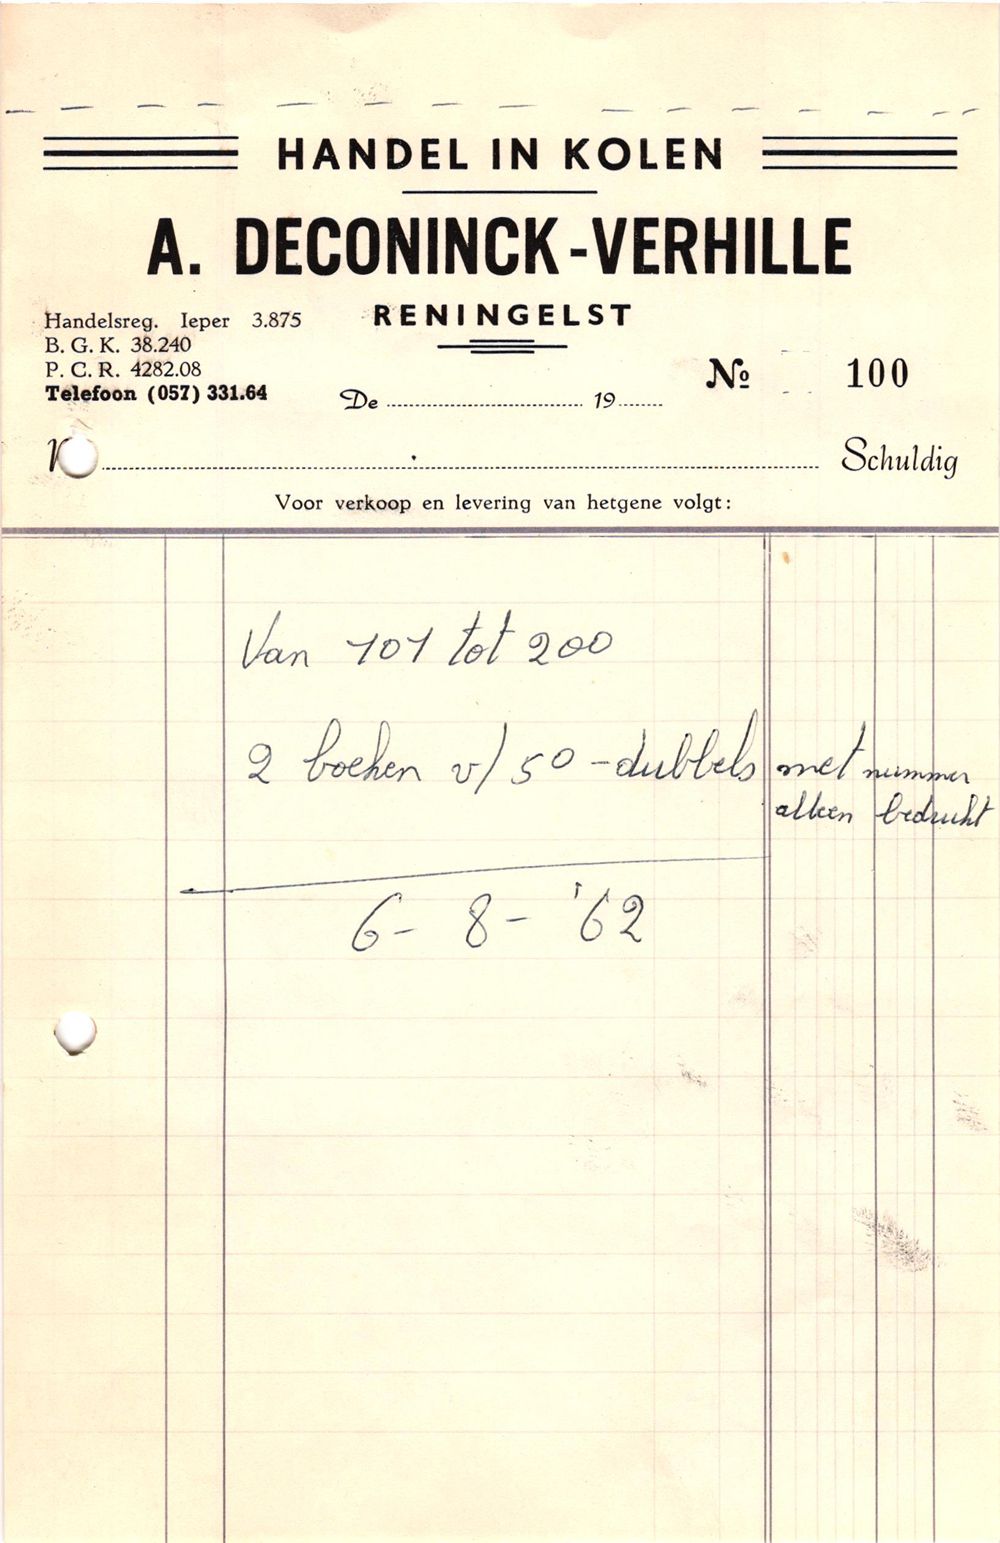 HANDEL IN KOLEN
A. DECONINCK-VERHILLE
RENINGELST
Handelsreg. Ieper 3.875
B. G. K. 38.240
P. C. R. 4282.08
Telefoon (057) 331.64
De 19
№ 100
Schuldig
Voor verkoop en levering van hetgene volgt:
Van 101 tot 200
2 boeken v/ 50 - dubbels met nummer
alleen bedrukt
6 - 8 - '62